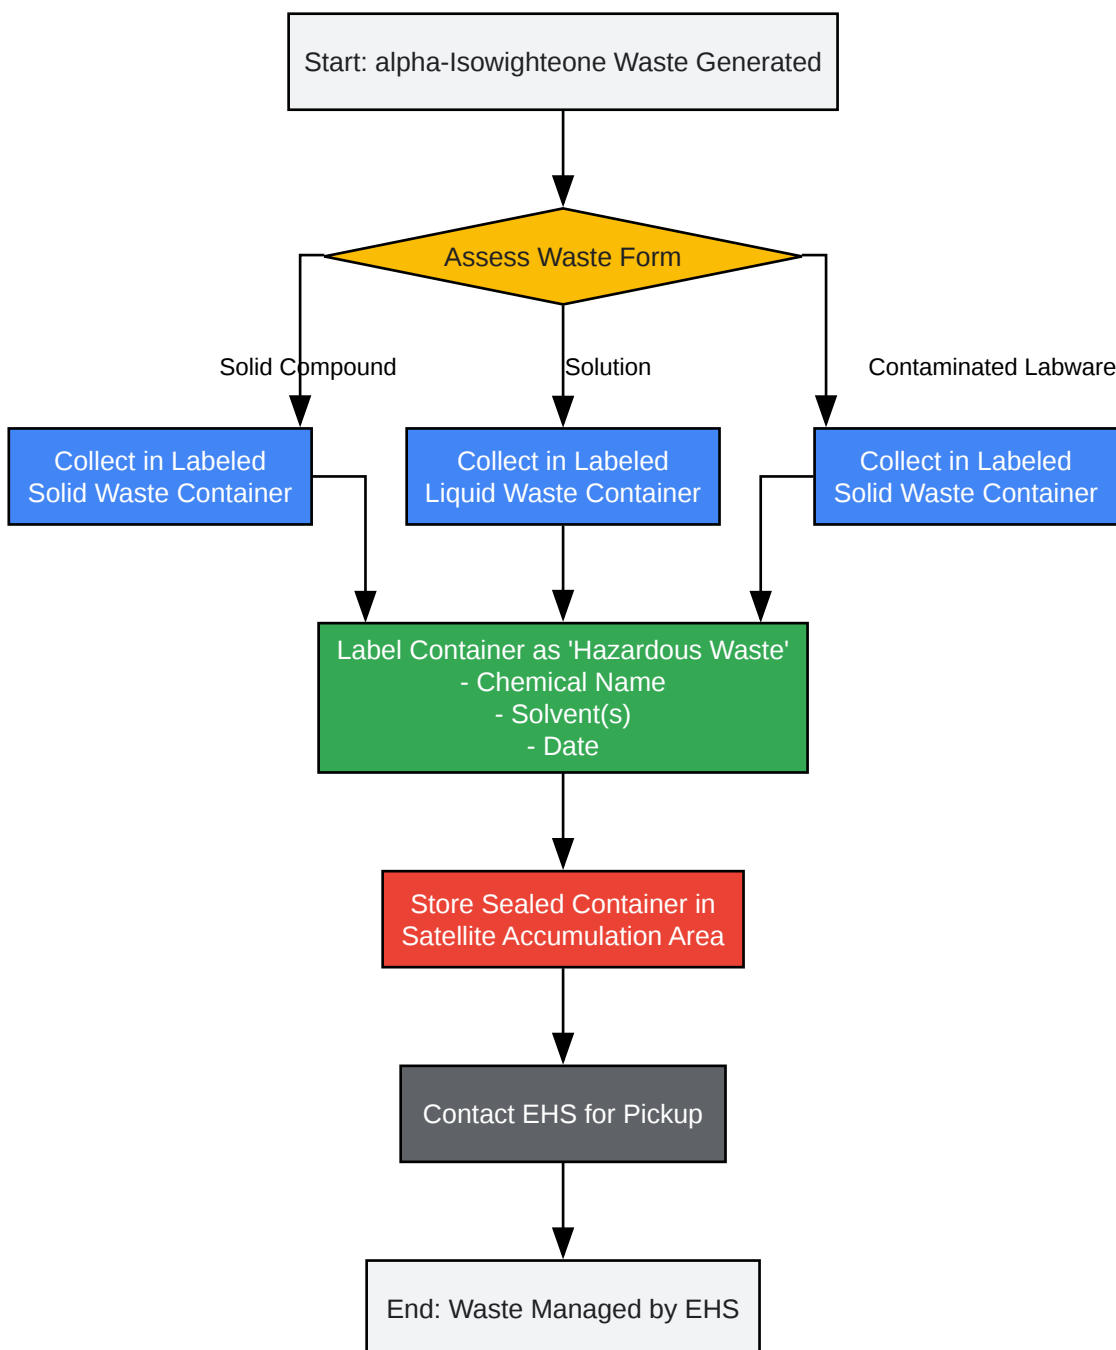 Start: alpha-Isowighteone Waste Generated
Assess Waste Form
Solid Compound
Solution
Contaminated Labware
Collect in Labeled
Solid Waste Container
Collect in Labeled
Liquid Waste Container
Collect in Labeled
Solid Waste Container
Label Container as 'Hazardous Waste'
- Chemical Name
- Solvent(s)
- Date
Store Sealed Container in
Satellite Accumulation Area
Contact EHS for Pickup
End: Waste Managed by EHS